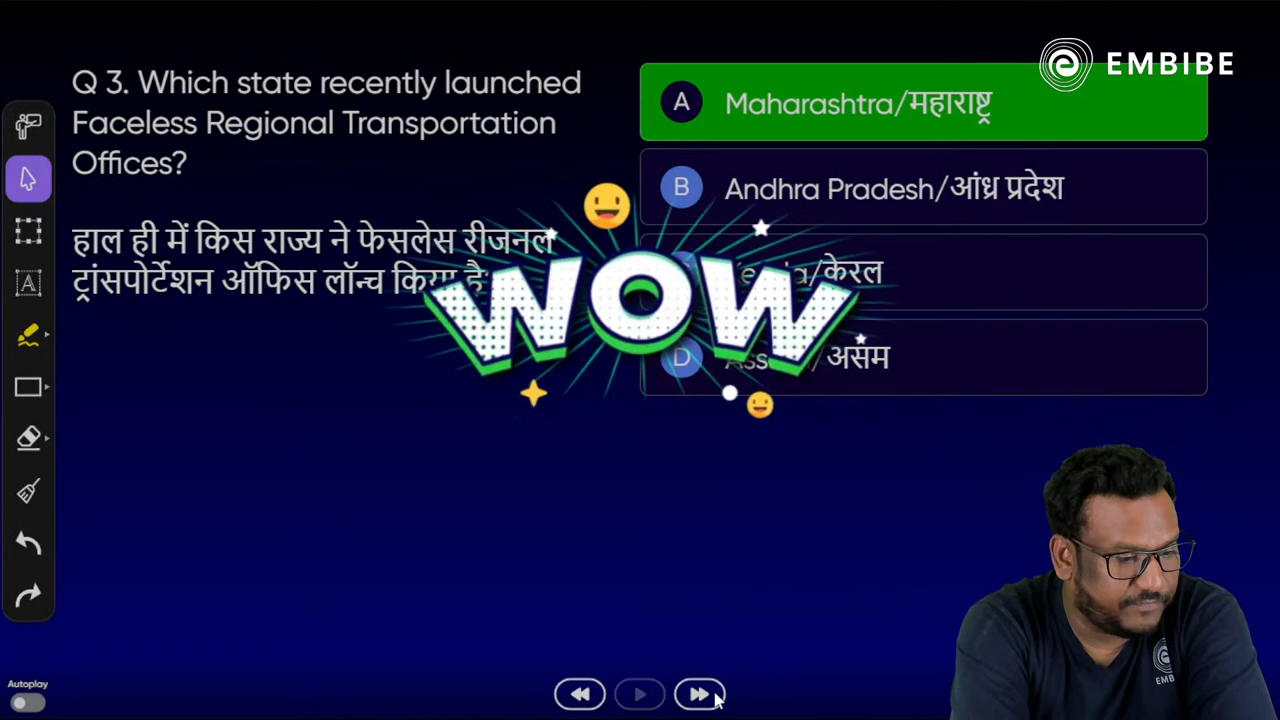 EMBIBE
Q 3. Which state recently launched
Faceless Regional Transportation
Offices?
हाल ही में किस राज्य ने फेसलेस रीजनल
ट्रांसपोर्टेशन ऑफिस लॉन्च किया है
A Maharashtra/महाराष्ट्र
B Andhra Pradesh/आंध्र प्रदेश
/केरल
D /असम
WOW
A
Autoplay